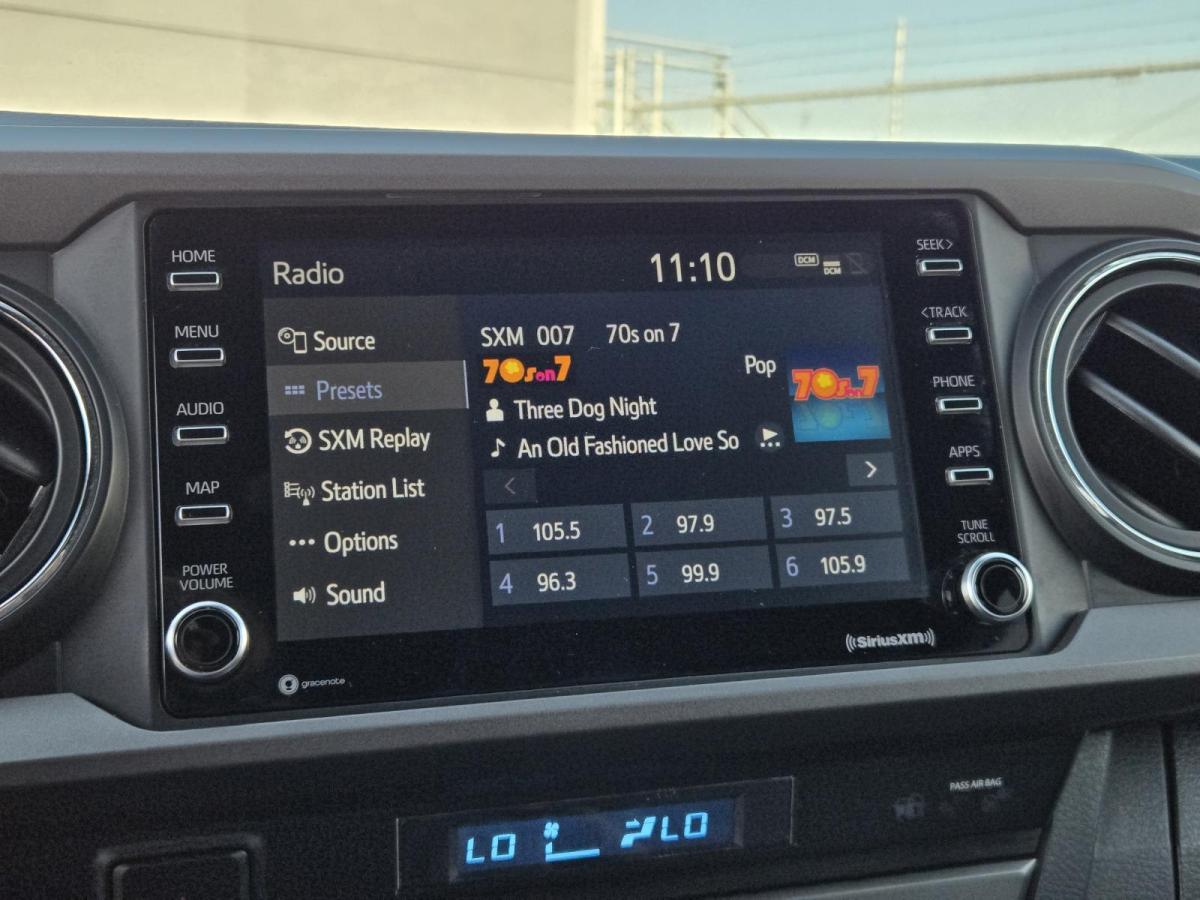 HOME
MENU
AUDIO
MAP
POWER
VOLUME
Radio
11:10
DCM
DCM
Source
Presets
SXM Replay
Station List
Options
Sound
SXM 007 70s on 7
70s on 7
Pop
70s on 7
Three Dog Night
An Old Fashioned Love So
< >
1 105.5 2 97.9 3 97.5
4 96.3 5 99.9 6 105.9
SEEK>
<TRACK
PHONE
APPS
TUNE
SCROLL
gracenote
((SiriusXM))
LO LO
PASS AIR BAG